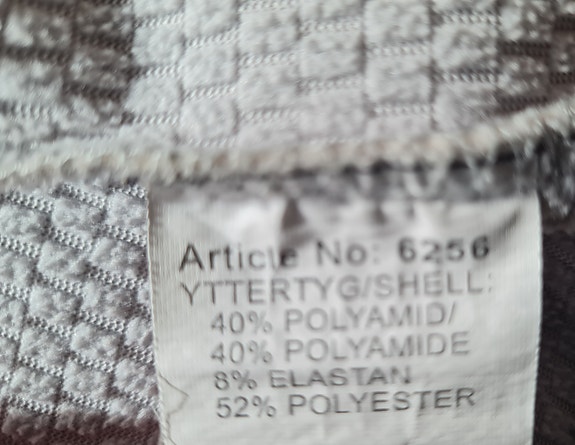 Article No: 6256
YTTERTYG/SHELL:
40% POLYAMID/
40% POLYAMIDE
8% ELASTAN
52% POLYESTER